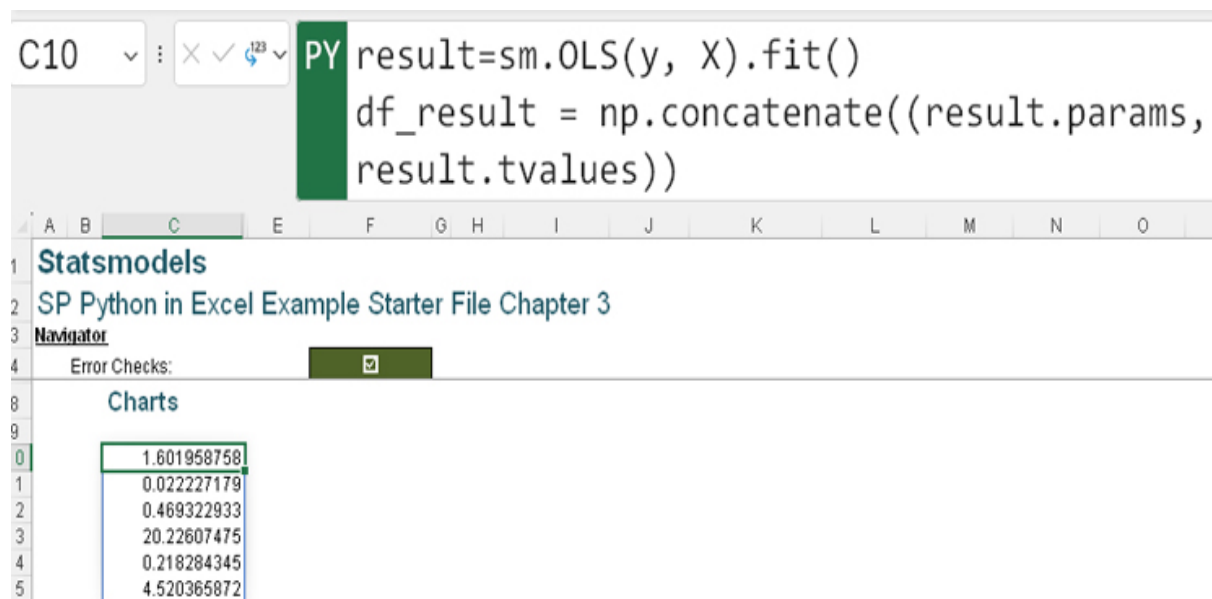 C10
123
PY result=sm.OLS(y, X).fit()
df_result = np.concatenate((result.params,
result.tvalues))
A B C E F G H I J K L M N O
1 Statsmodels
2 SP Python in Excel Example Starter File Chapter 3
3 Navigator
4 Error Checks:
8 Charts
9
0 1.601958758
1 0.022227179
2 0.469322933
3 20.22607475
4 0.218284345
5 4.520365872